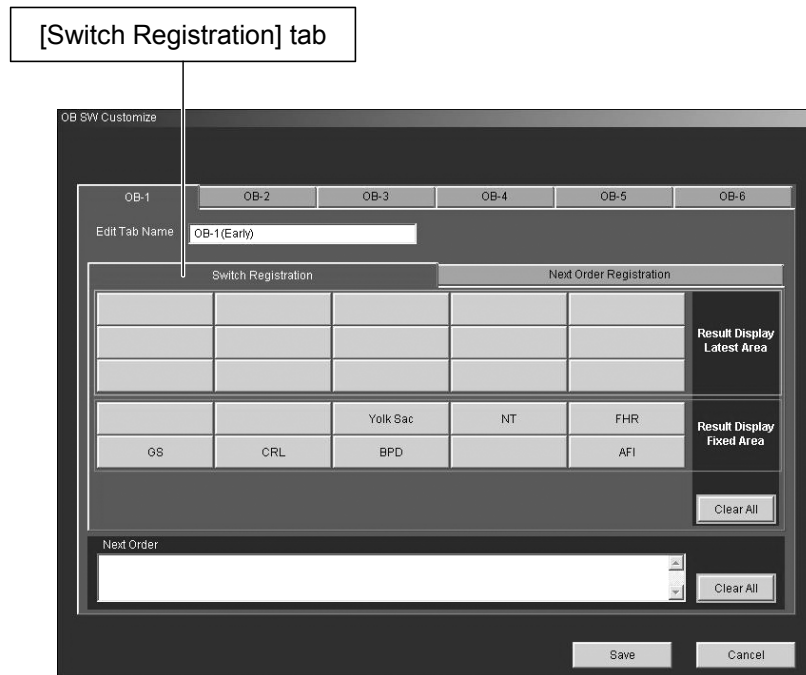 [Switch Registration] tab
OB SW Customize
OB-1 OB-2 OB-3 OB-4 OB-5 OB-6
Edit Tab Name OB-1(Early)
Switch Registration Next Order Registration
Result Display
Latest Area
Yolk Sac NT FHR
Result Display
Fixed Area
GS CRL BPD AFI
Clear All
Next Order
Clear All
Save Cancel